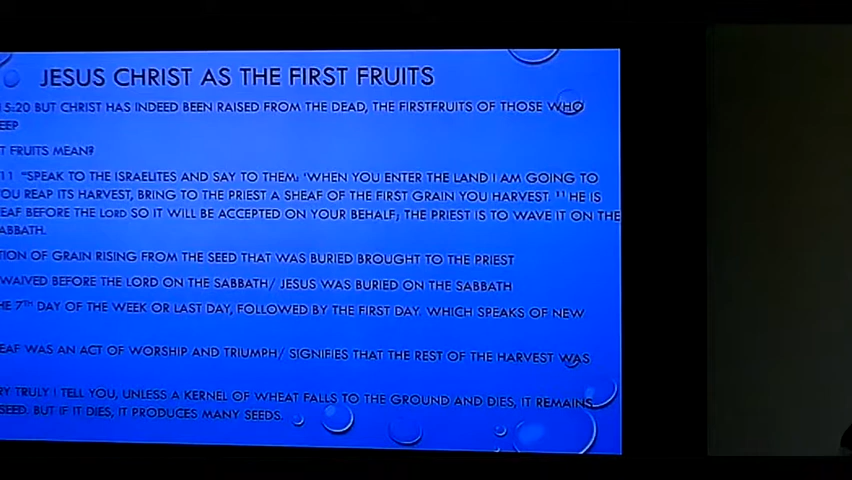 JESUS CHRIST AS THE FIRST FRUITS
15:20 BUT CHRIST HAS INDEED BEEN RAISED FROM THE DEAD, THE FIRSTFRUITS OF THOSE WHO
EEP
T FRUITS MEAN?
11 "SPEAK TO THE ISRAELITES AND SAY TO THEM: 'WHEN YOU ENTER THE LAND I AM GOING TO
OU REAP ITS HARVEST, BRING TO THE PRIEST A SHEAF OF THE FIRST GRAIN YOU HARVEST. 11 HE IS
EAF BEFORE THE LORD SO IT WILL BE ACCEPTED ON YOUR BEHALF; THE PRIEST IS TO WAVE IT ON THE
ABBATH.
TION OF GRAIN RISING FROM THE SEED THAT WAS BURIED BROUGHT TO THE PRIEST
WAIVED BEFORE THE LORD ON THE SABBATH/ JESUS WAS BURIED ON THE SABBATH
HE 7TH DAY OF THE WEEK OR LAST DAY, FOLLOWED BY THE FIRST DAY. WHICH SPEAKS OF NEW
EAF WAS AN ACT OF WORSHIP AND TRIUMPH/ SIGNIFIES THAT THE REST OF THE HARVEST WAS
RY TRULY I TELL YOU, UNLESS A KERNEL OF WHEAT FALLS TO THE GROUND AND DIES, IT REMAINS
SEED. BUT IF IT DIES, IT PRODUCES MANY SEEDS.